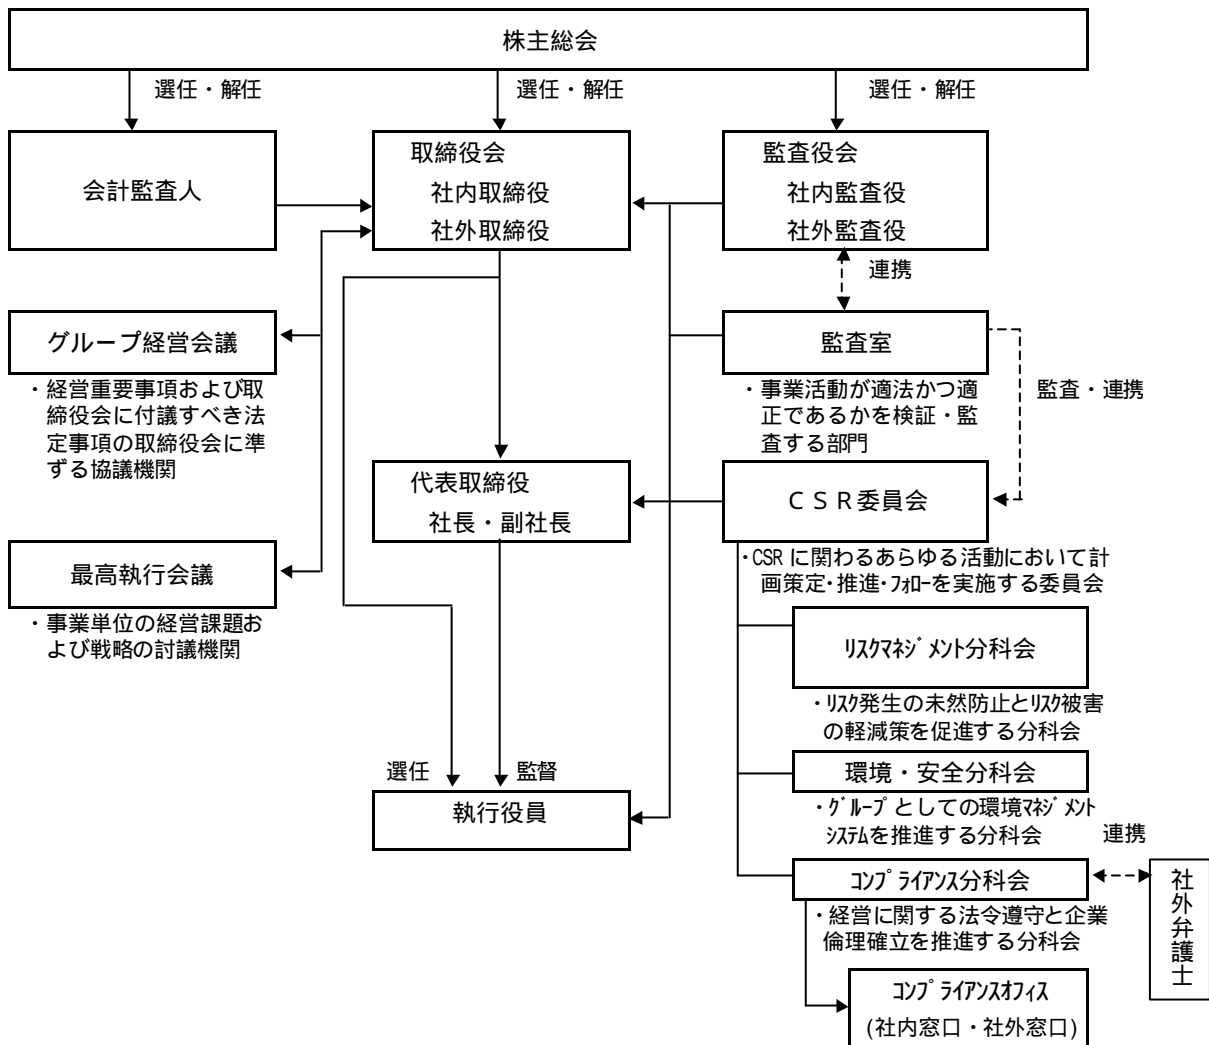 株主総会
選任・解任
選任・解任
選任・解任
会計監査人
取締役会
社内取締役
社外取締役
監査役会
社内監査役
社外監査役
連携
グループ経営会議
・経営重要事項および取
締役会に付議すべき法
定事項の取締役会に準
ずる協議機関
監査室
・事業活動が適法かつ適
正であるかを検証・監
査する部門
監査・連携
代表取締役
社長・副社長
ＣＳＲ委員会
・CSRに関わるあらゆる活動において計
画策定・推進・ﾌｫﾛｰを実施する委員会
最高執行会議
・事業単位の経営課題お
よび戦略の討議機関
ﾘｽｸﾏﾈｼﾞﾒﾝﾄ分科会
・ﾘｽｸ発生の未然防止とﾘｽｸ被害
の軽減策を促進する分科会
選任
監督
執行役員
環境・安全分科会
・ｸﾞﾙｰﾌﾟとしての環境ﾏﾈｼﾞﾒﾝﾄ
ｼｽﾃﾑを推進する分科会
連携
ｺﾝﾌﾟﾗｲｱﾝｽ分科会
・経営に関する法令遵守と企業
倫理確立を推進する分科会
社外弁護士
ｺﾝﾌﾟﾗｲｱﾝｽｵﾌｨｽ
(社内窓口・社外窓口)